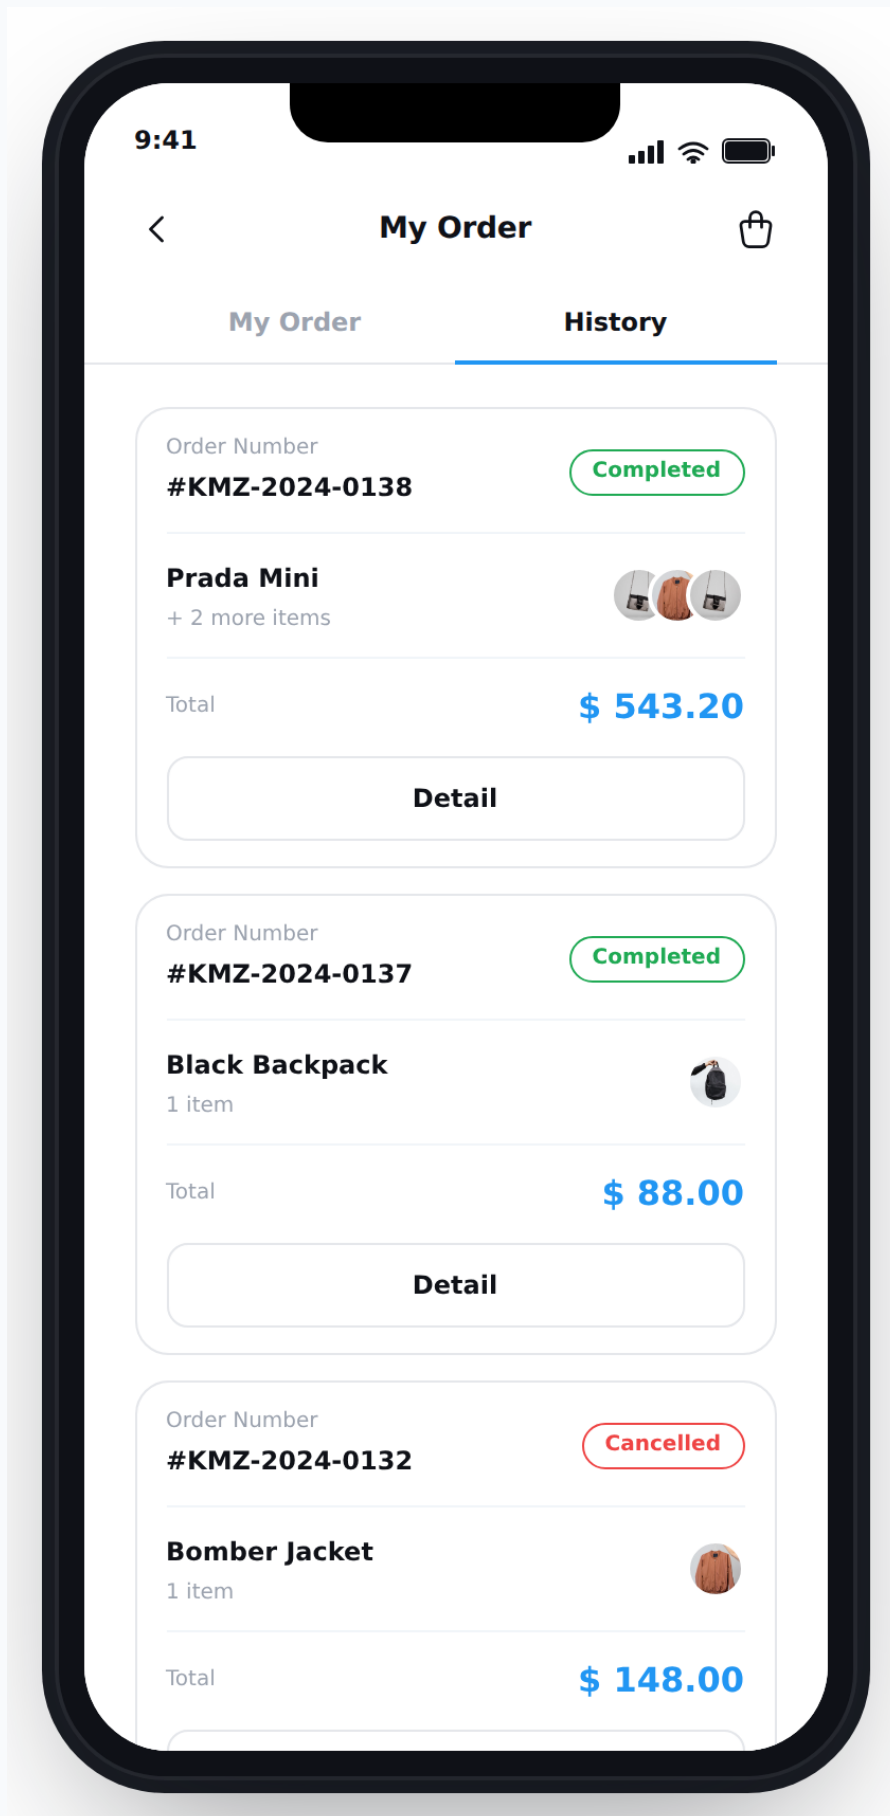 9:41
My Order
My Order History
Order Number
#KMZ-2024-0138
Completed
Prada Mini
+ 2 more items
Total
$ 543.20
Detail
Order Number
#KMZ-2024-0137
Completed
Black Backpack
1 item
Total
$ 88.00
Detail
Order Number
#KMZ-2024-0132
Cancelled
Bomber Jacket
1 item
Total
$ 148.00